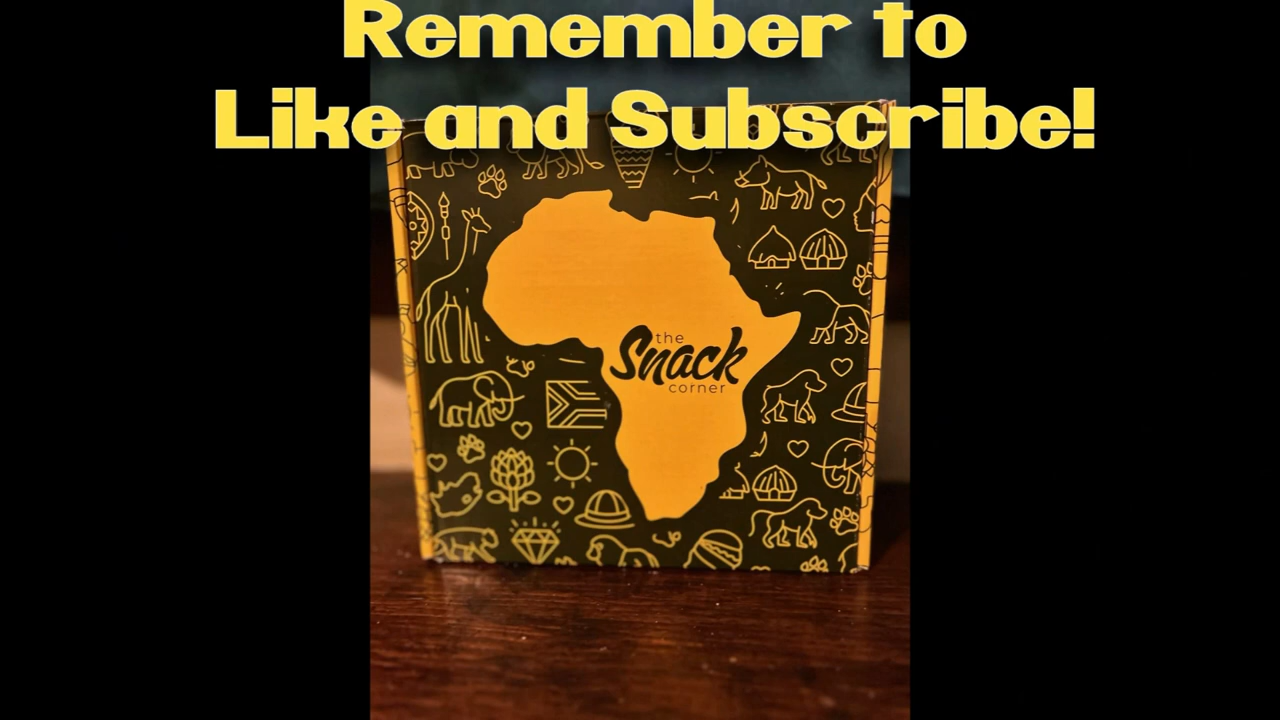 Remember to
Like and Subscribe!
the
Snack
corner